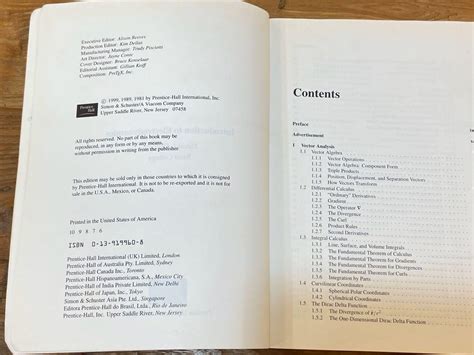 Executive Editor: Alison Reeves
Production Editor: Kim Dellas
Manufacturing Manager: Trudy Pisciotti
Art Director: Jayne Conte
Cover Designer: Bruce Kenselaar
Editorial Assistant: Gillian Keiff
Composition: PreTEX, Inc.
Prentice
Hall
© 1999, 1989, 1981 by Prentice-Hall International, Inc.
Simon & Schuster/A Viacom Company
Upper Saddle River, New Jersey 07458
All rights reserved. No part of this book may be
reproduced, in any form or by any means,
without permission in writing from the publisher.
This edition may be sold only in those countries to which it is consigned
by Prentice-Hall International. It is not to be re-exported and it is not for
sale in the U.S.A., Mexico, or Canada.
Printed in the United States of America
10 9 8 7 6
ISBN 0-13-919960-8
Prentice-Hall International (UK) Limited, London
Prentice-Hall of Australia Pty. Limited, Sydney
Prentice-Hall Canada Inc., Toronto
Prentice-Hall Hispanoamericana, S.A., Mexico City
Prentice-Hall of India Private Limited, New Delhi
Prentice-Hall of Japan, Inc., Tokyo
Simon & Schuster Asia Pte. Ltd., Singapore
Editora Prentice-Hall do Brasil, Ltda., Rio de Janeiro
Prentice-Hall, Inc. Upper Saddle River, New Jersey
Contents
Preface
Advertisement
1 Vector Analysis
1.1 Vector Algebra
1.1.1 Vector Operations
1.1.2 Vector Algebra: Component Form
1.1.3 Triple Products
1.1.4 Position, Displacement, and Separation Vectors
1.1.5 How Vectors Transform
1.2 Differential Calculus
1.2.1 "Ordinary" Derivatives
1.2.2 Gradient
1.2.3 The Operator ∇
1.2.4 The Divergence
1.2.5 The Curl
1.2.6 Product Rules
1.2.7 Second Derivatives
1.3 Integral Calculus
1.3.1 Line, Surface, and Volume Integrals
1.3.2 The Fundamental Theorem of Calculus
1.3.3 The Fundamental Theorem for Gradients
1.3.4 The Fundamental Theorem for Divergences
1.3.5 The Fundamental Theorem for Curls
1.3.6 Integration by Parts
1.4 Curvilinear Coordinates
1.4.1 Spherical Polar Coordinates
1.4.2 Cylindrical Coordinates
1.5 The Dirac Delta Function
1.5.1 The Divergence of r̂/r²
1.5.2 The One-Dimensional Dirac Delta Function